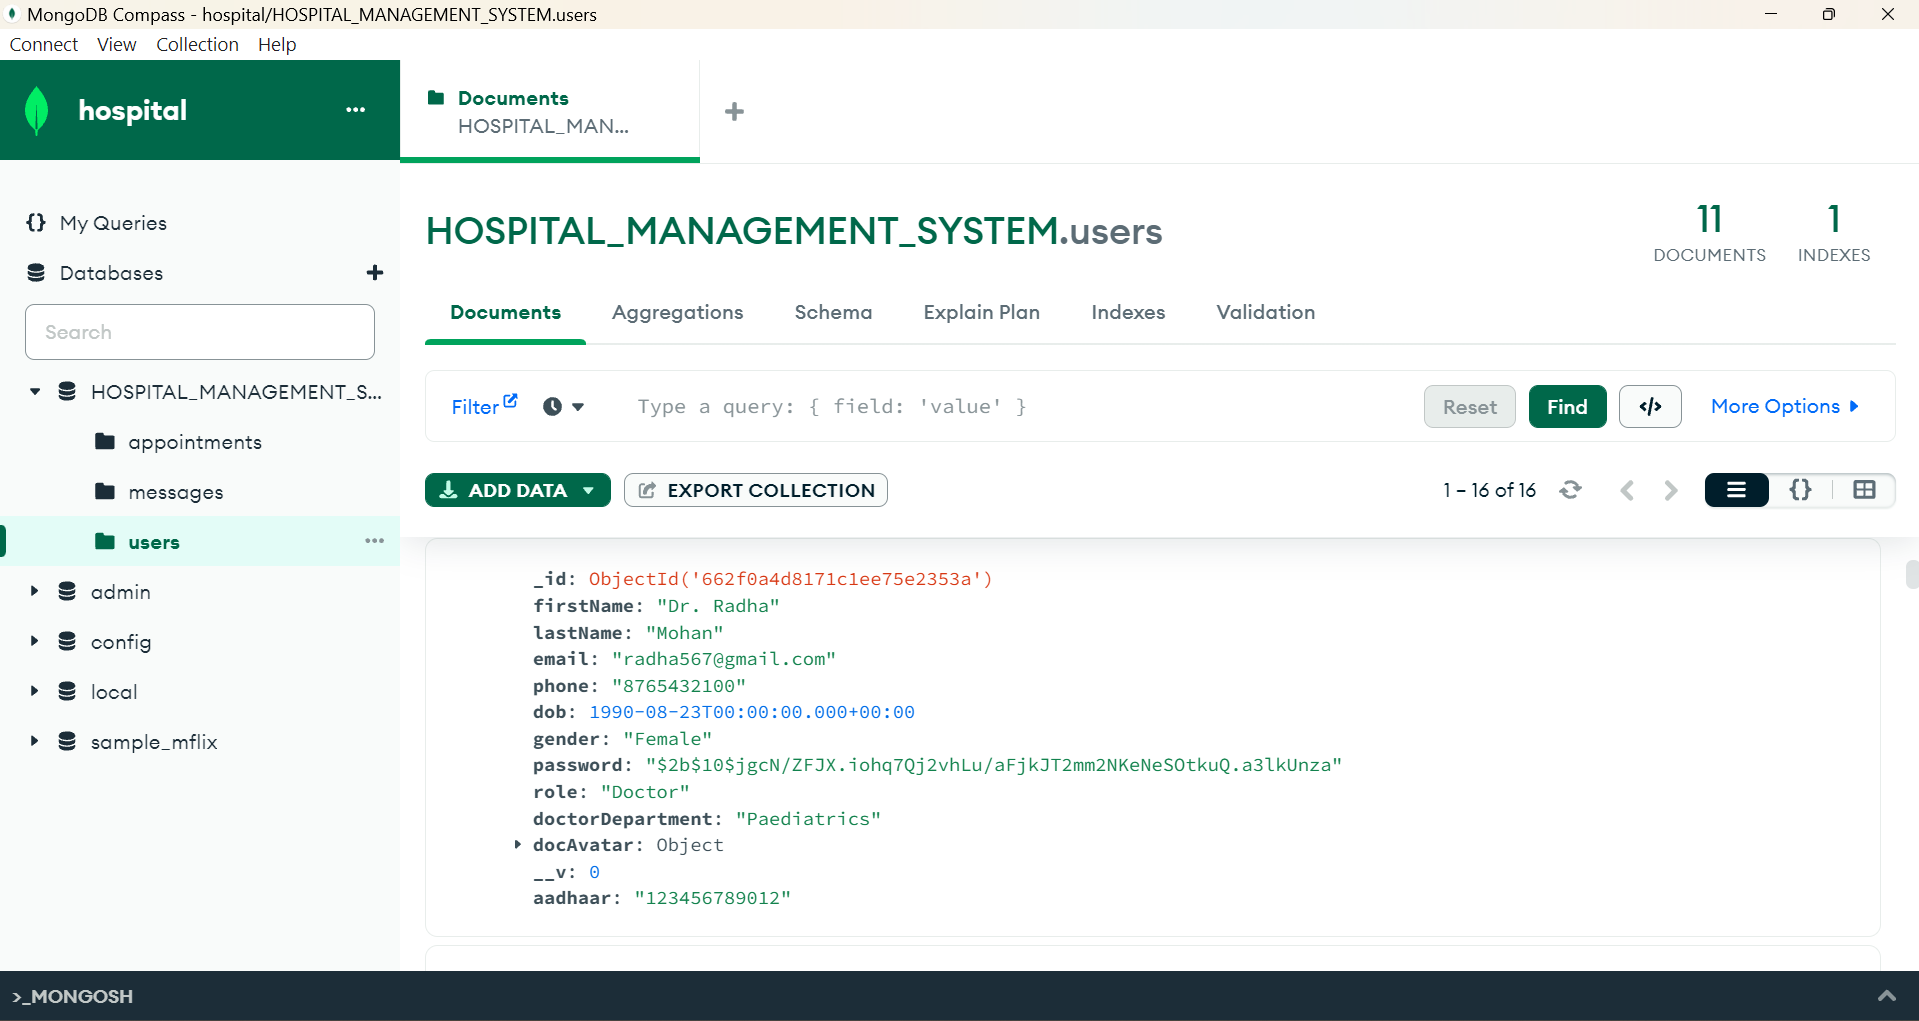 MongoDB Compass - hospital/HOSPITAL_MANAGEMENT_SYSTEM.users
Connect View Collection Help
hospital
Documents
HOSPITAL_MAN...
My Queries
Databases
Search
HOSPITAL_MANAGEMENT_S...
appointments
messages
users
admin
config
local
sample_mflix
HOSPITAL_MANAGEMENT_SYSTEM.users
11
DOCUMENTS
1
INDEXES
Documents Aggregations Schema Explain Plan Indexes Validation
Filter Type a query: { field: 'value' } Reset Find </> More Options
ADD DATA EXPORT COLLECTION 1 – 16 of 16 {}
_id: ObjectId('662f0a4d8171c1ee75e2353a')
firstName: "Dr. Radha"
lastName: "Mohan"
email: "radha567@gmail.com"
phone: "8765432100"
dob: 1990-08-23T00:00:00.000+00:00
gender: "Female"
password: "$2b$10$jgcN/ZFJX.iohq7Qj2vhLu/aFjkJT2mm2NKeNeSOtkuQ.a3lkUnza"
role: "Doctor"
doctorDepartment: "Paediatrics"
docAvatar: Object
__v: 0
aadhaar: "123456789012"
>_MONGOSH